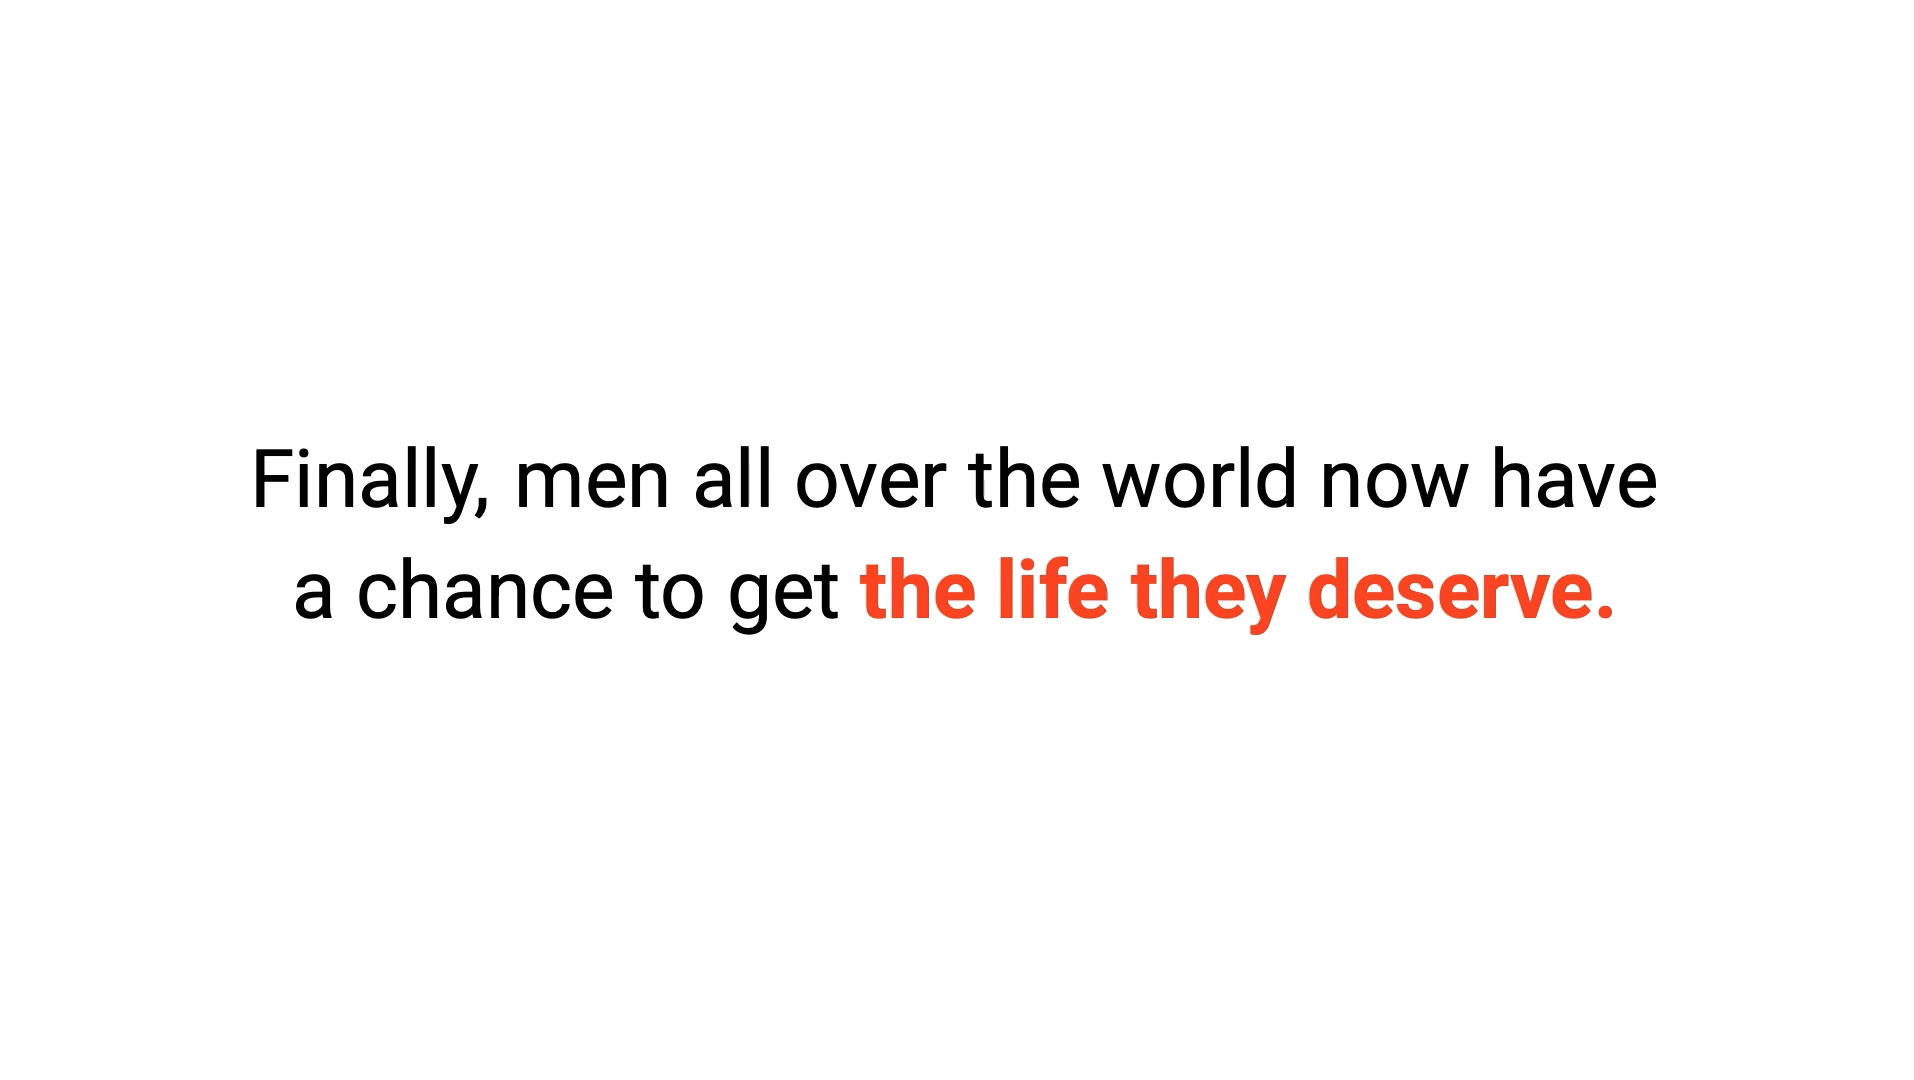 Finally, men all over the world now have
a chance to get the life they deserve.